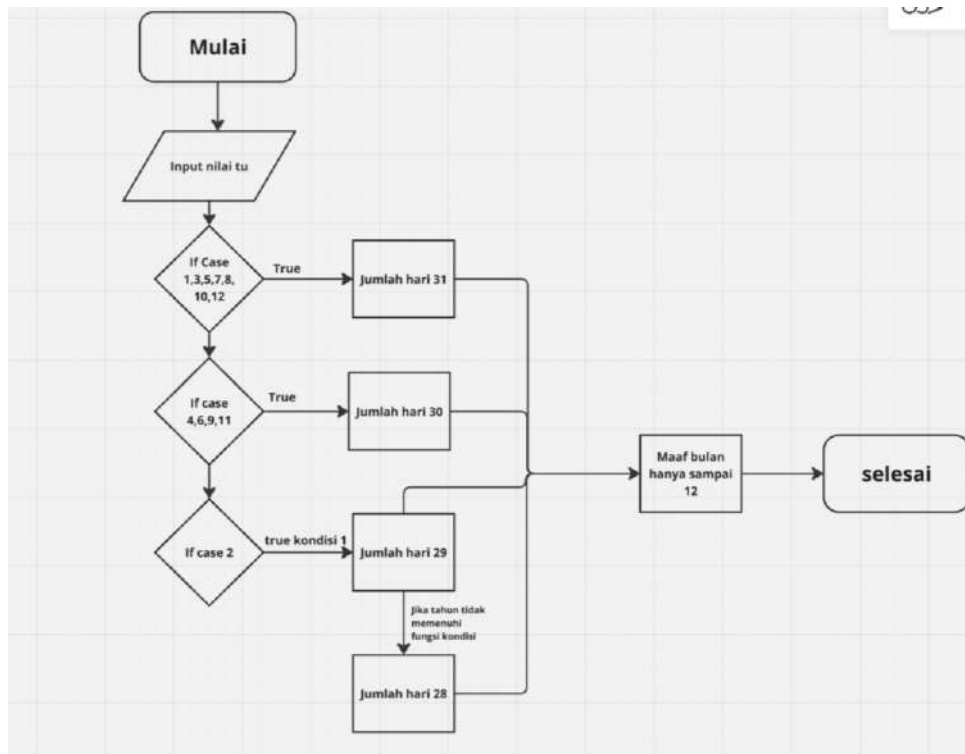 Mulai
Input nilai tu
If Case
1,3,5,7,8,
10,12
True
Jumlah hari 31
If case
4,6,9,11
True
Jumlah hari 30
Maaf bulan
hanya sampai
12
selesai
If case 2
true kondisi 1
Jumlah hari 29
Jika tahun tidak
memenuhi
fungsi kondisi
Jumlah hari 28